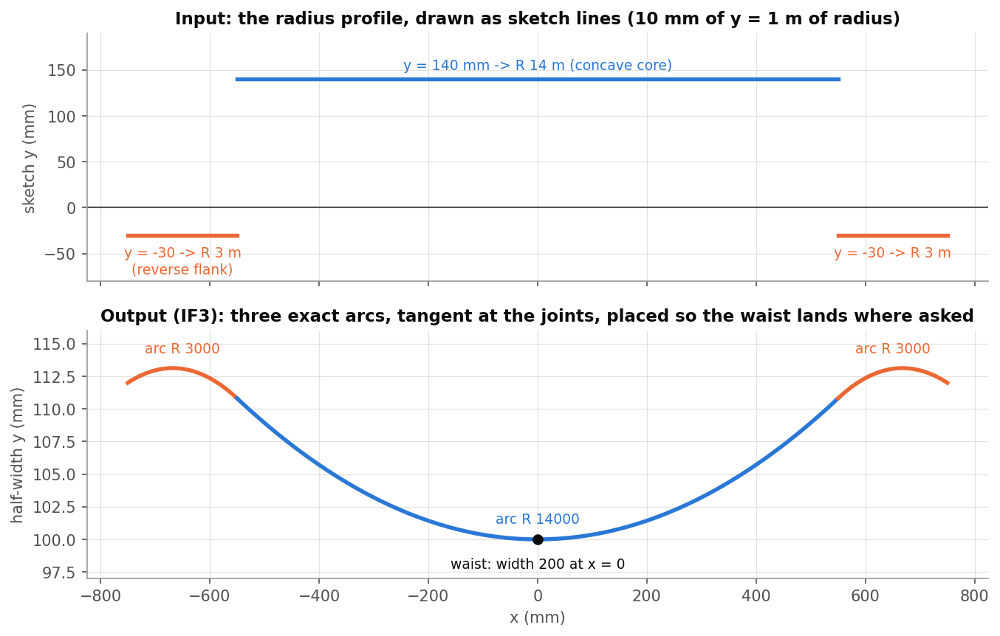 Input: the radius profile, drawn as sketch lines (10 mm of y = 1 m of radius)
y = 140 mm -> R 14 m (concave core)
150
100
50
0
−50
sketch y (mm)
y = -30 -> R 3 m
(reverse flank)
y = -30 -> R 3 m
Output (IF3): three exact arcs, tangent at the joints, placed so the waist lands where asked
115.0
112.5
110.0
107.5
105.0
102.5
100.0
97.5
half-width y (mm)
arc R 3000
arc R 3000
arc R 14000
waist: width 200 at x = 0
−800
−600
−400
−200
0
200
400
600
800
x (mm)